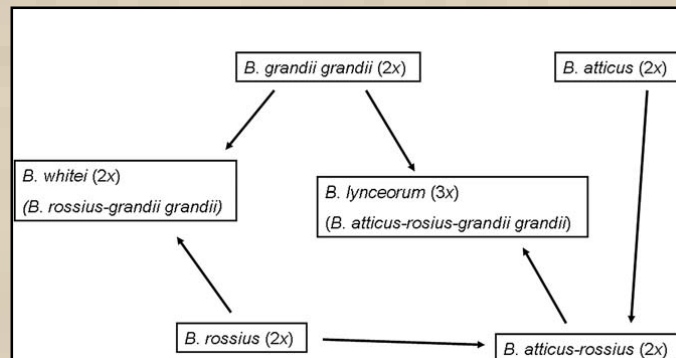 B. grandii grandii (2x)
B. atticus (2x)
B. whitei (2x)
(B. rossius-grandii grandii)
B. lynceorum (3x)
(B. atticus-rosius-grandii grandii)
B. rossius (2x)
B. atticus-rossius (2x)